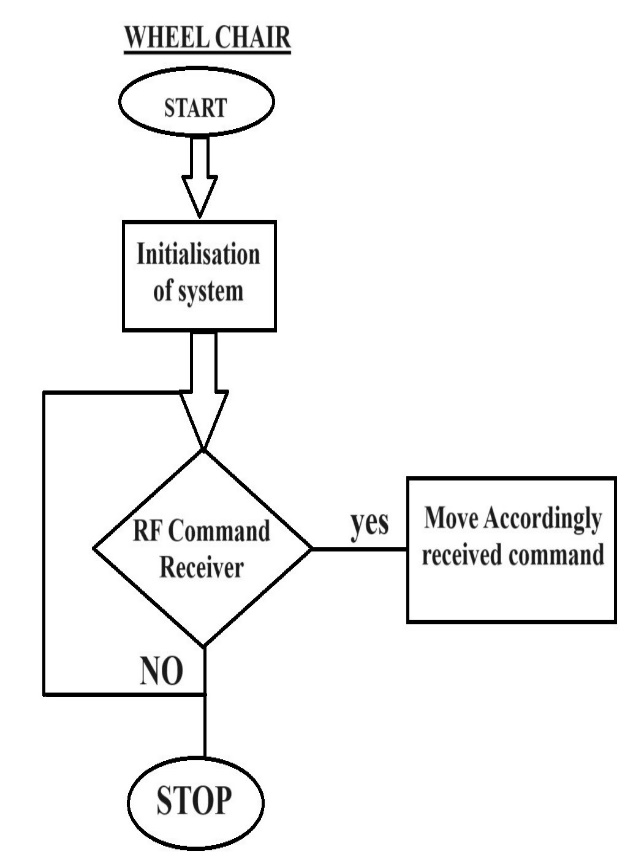 WHEEL CHAIR
START
Initialisation
of system
RF Command
Receiver
yes
Move Accordingly
received command
NO
STOP